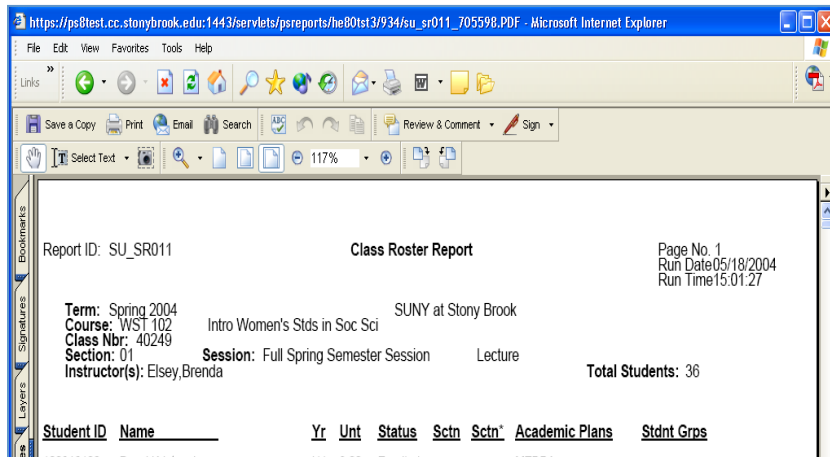 https://ps8test.cc.stonybrook.edu:1443/servlets/psreports/he80tst3/934/su_sr011_705598.PDF - Microsoft Internet Explorer
File Edit View Favorites Tools Help
Links »
Save a Copy Print Email Search Review & Comment Sign
Select Text 117%
Bookmarks
Signatures
Layers
Report ID: SU_SR011 Class Roster Report Page No. 1
Run Date05/18/2004
Run Time15:01:27
Term: Spring 2004 SUNY at Stony Brook
Course: WST 102 Intro Women's Stds in Soc Sci
Class Nbr: 40249
Section: 01 Session: Full Spring Semester Session Lecture
Instructor(s): Elsey,Brenda Total Students: 36
Student ID Name Yr Unt Status Sctn Sctn* Academic Plans Stdnt Grps